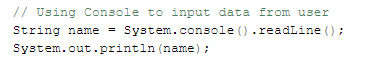 // Using Console to input data from user
String name = System.console().readLine();
System.out.println(name);